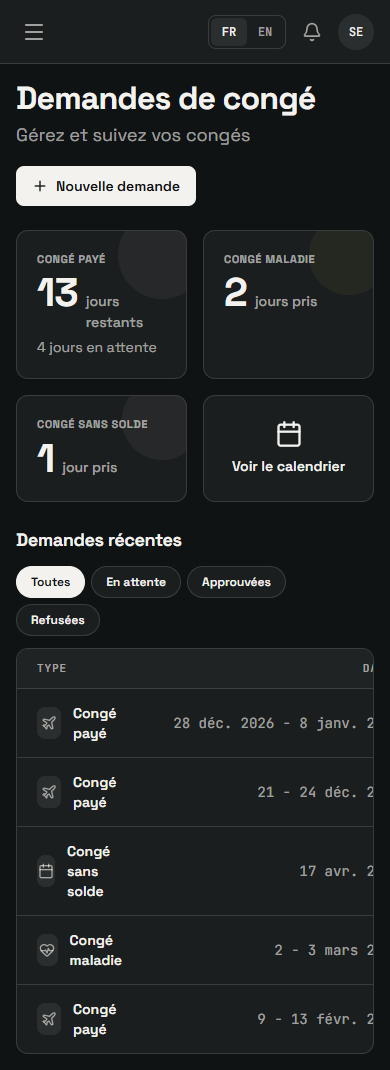 FR EN SE
Demandes de congé
Gérez et suivez vos congés
+ Nouvelle demande
CONGÉ PAYÉ
13 jours
restants
4 jours en attente
CONGÉ MALADIE
2 jours pris
CONGÉ SANS SOLDE
1 jour pris
Voir le calendrier
Demandes récentes
Toutes En attente Approuvées
Refusées
TYPE
Congé
payé
28 déc. 2026 - 8 janv.
Congé
payé
21 - 24 déc.
Congé
sans
solde
17 avr.
Congé
maladie
2 - 3 mars
Congé
payé
9 - 13 févr.